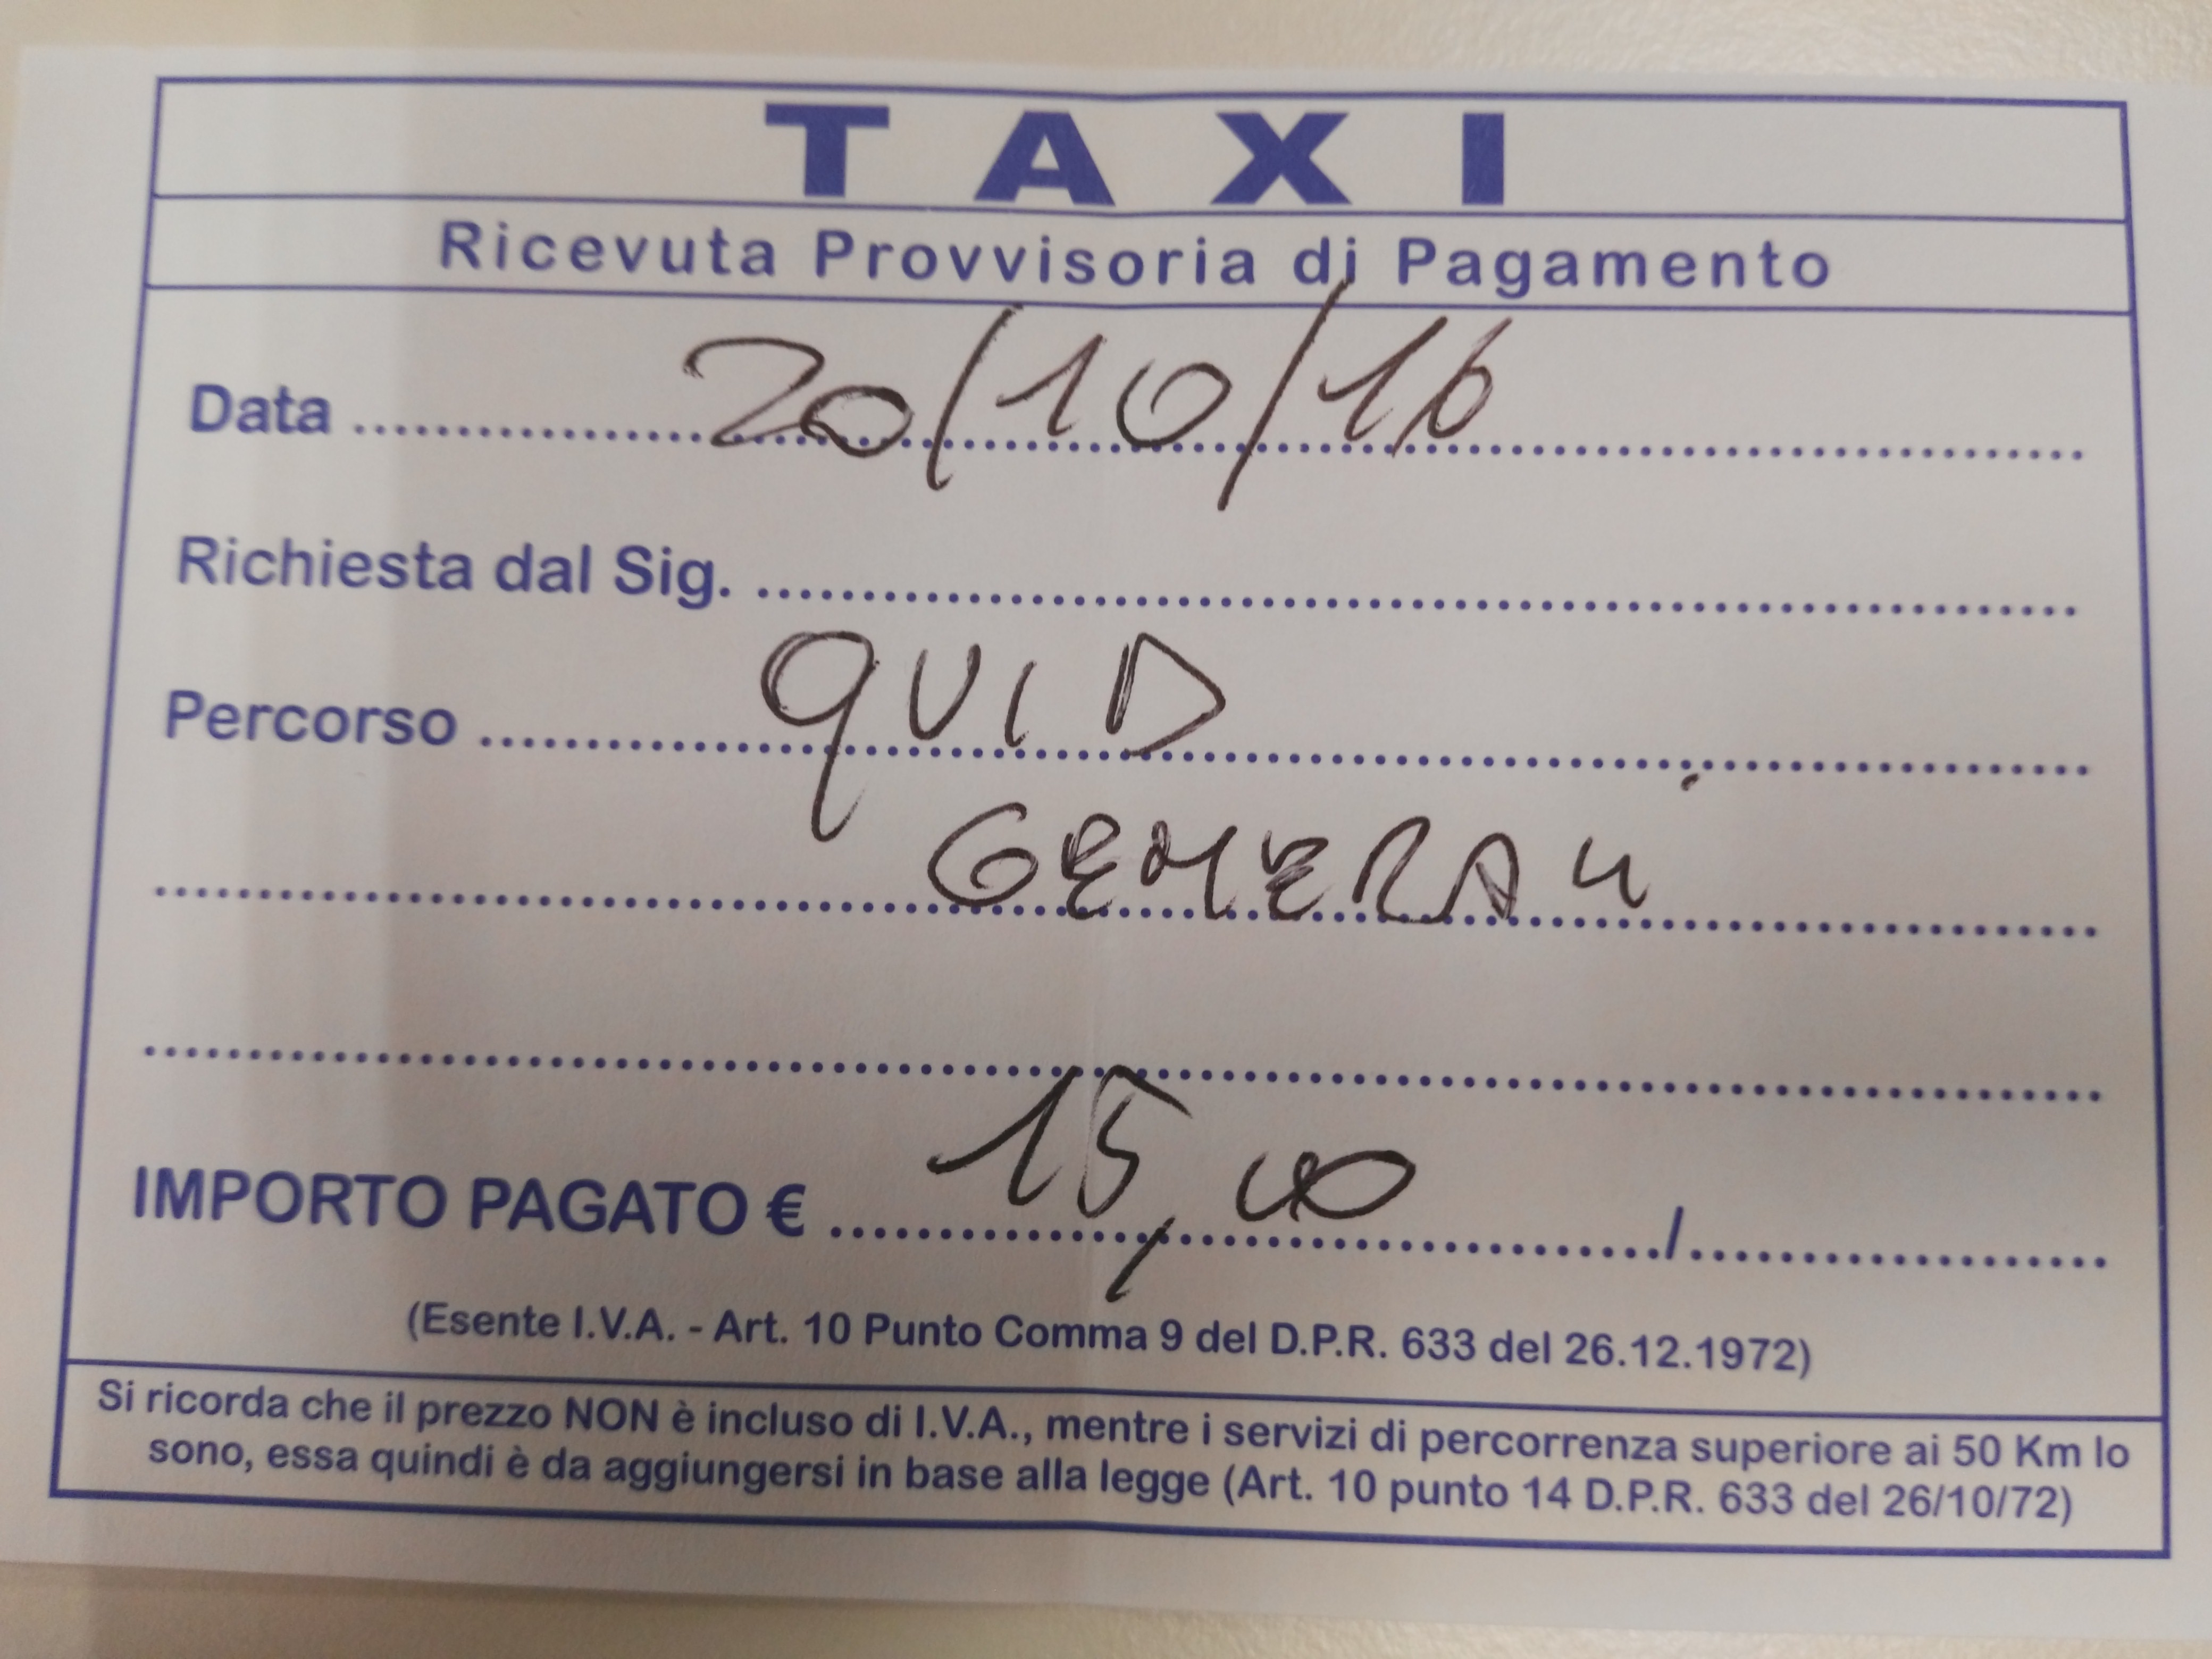 TAXI
Ricevuta Provvisoria di Pagamento
Data 20/10/16
Richiesta dal Sig.
Percorso QUID
GENERALI
IMPORTO PAGATO € 15,00 /
(Esente I.V.A. - Art. 10 Punto Comma 9 del D.P.R. 633 del 26.12.1972)
Si ricorda che il prezzo NON è incluso di I.V.A., mentre i servizi di percorrenza superiore ai 50 Km lo
sono, essa quindi è da aggiungersi in base alla legge (Art. 10 punto 14 D.P.R. 633 del 26/10/72)